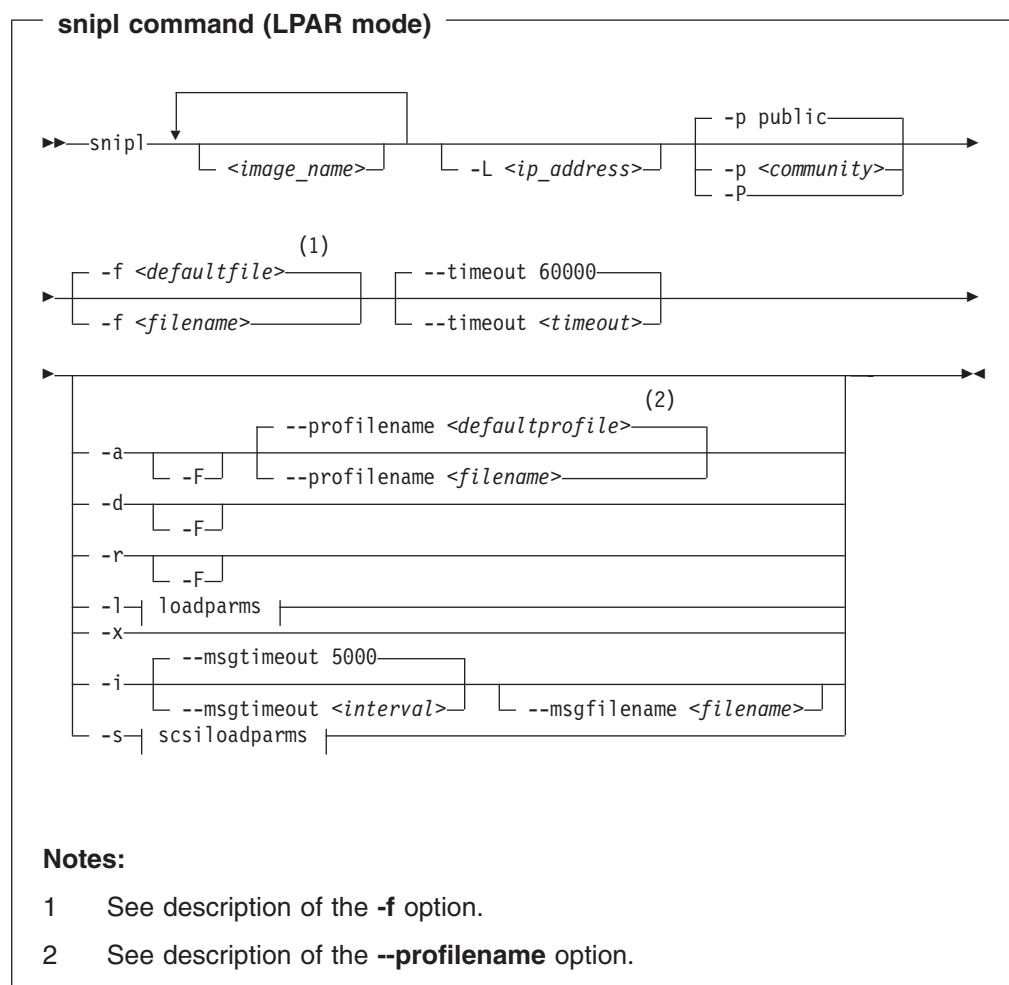 snipl command (LPAR mode)
-p public
snipl
<image_name> -L <ip_address> -p <community>
-P
(1)
-f <defaultfile> --timeout 60000
-f <filename> --timeout <timeout>
(2)
--profilename <defaultprofile>
-a
-F --profilename <filename>
-d
-F
-r
-F
-l loadparms
-x
--msgtimeout 5000
-i
--msgtimeout <interval> --msgfilename <filename>
-s scsiloadparms
Notes:
1 See description of the -f option.
2 See description of the --profilename option.